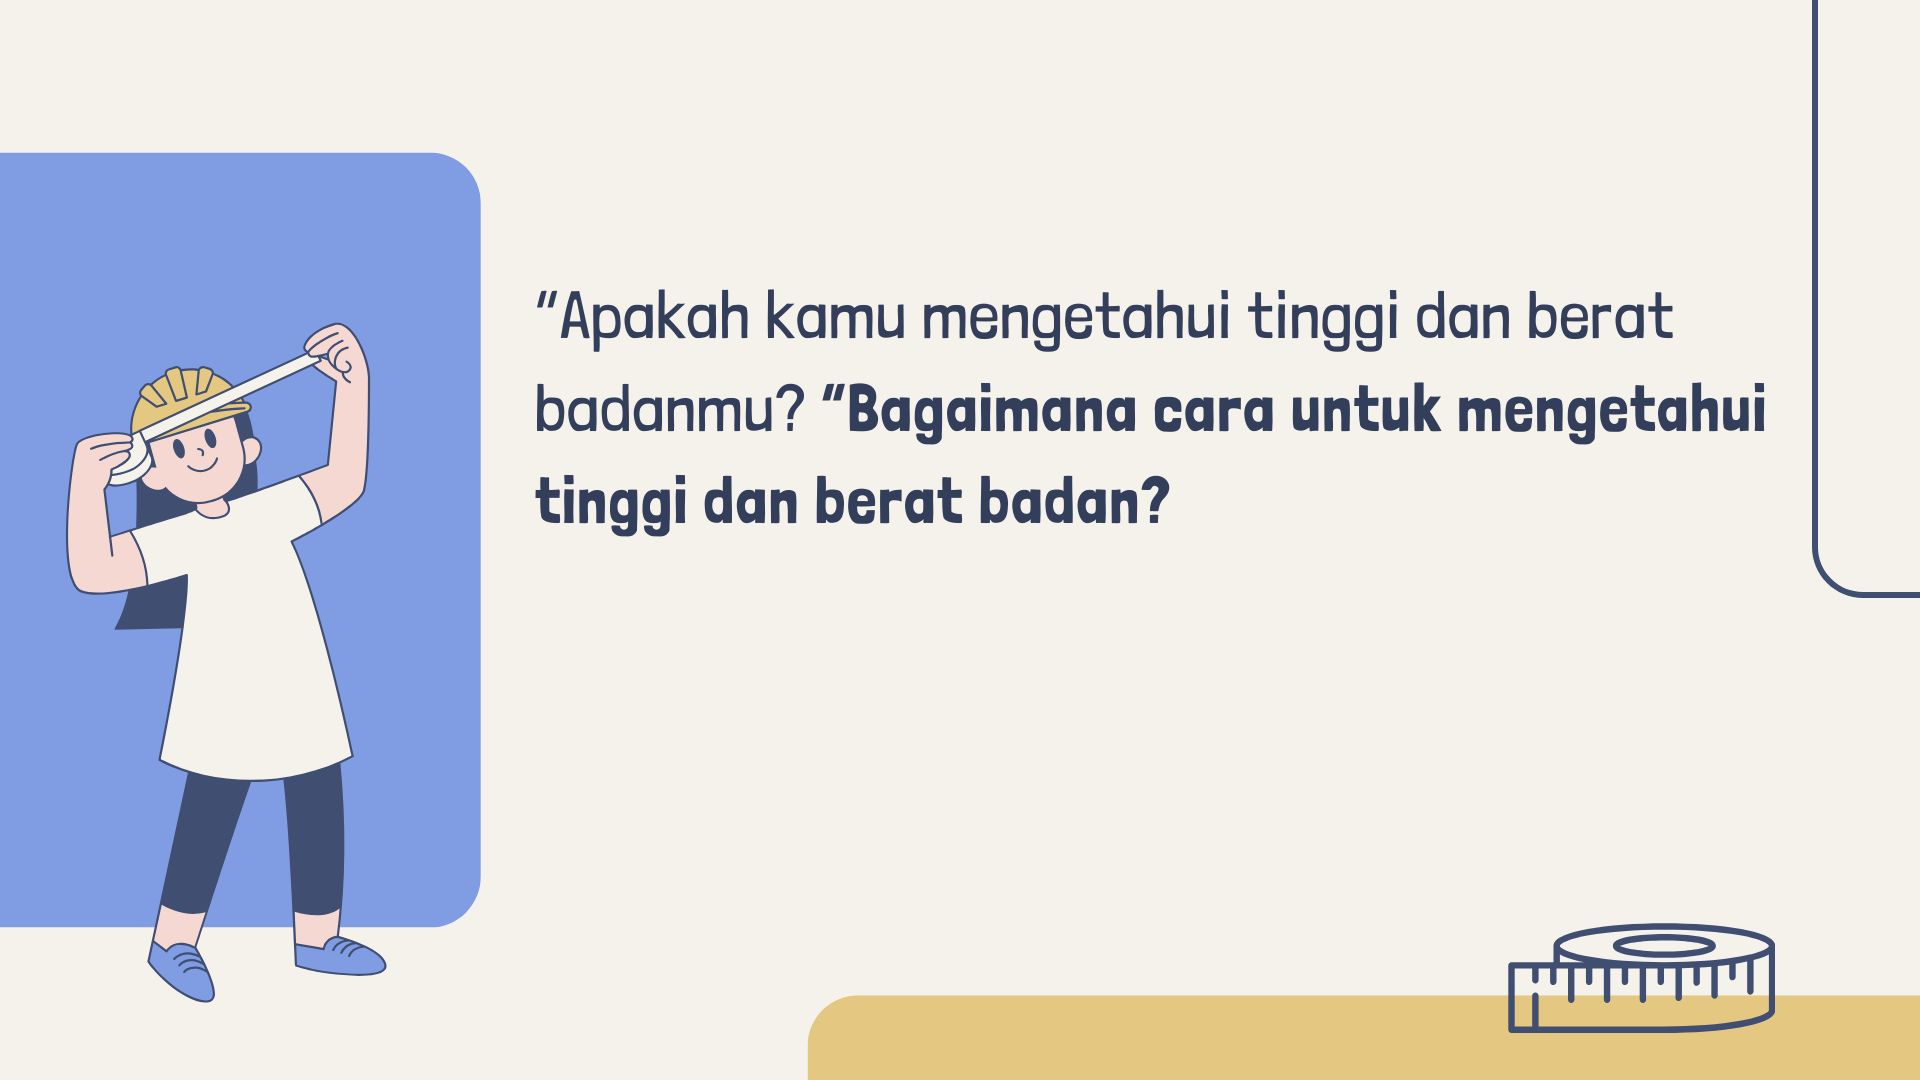 “Apakah kamu mengetahui tinggi dan berat
badanmu? “Bagaimana cara untuk mengetahui
tinggi dan berat badan?